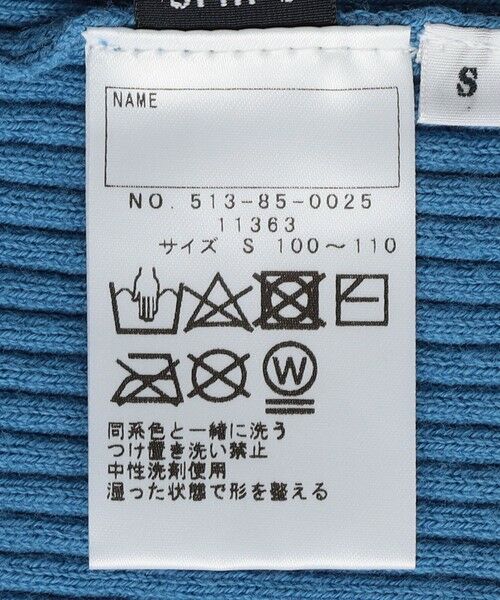 S
NAME
NO. 513-85-0025
11363
サイズ S 100～110
W
同系色と一緒に洗う
つけ置き洗い禁止
中性洗剤使用
湿った状態で形を整える